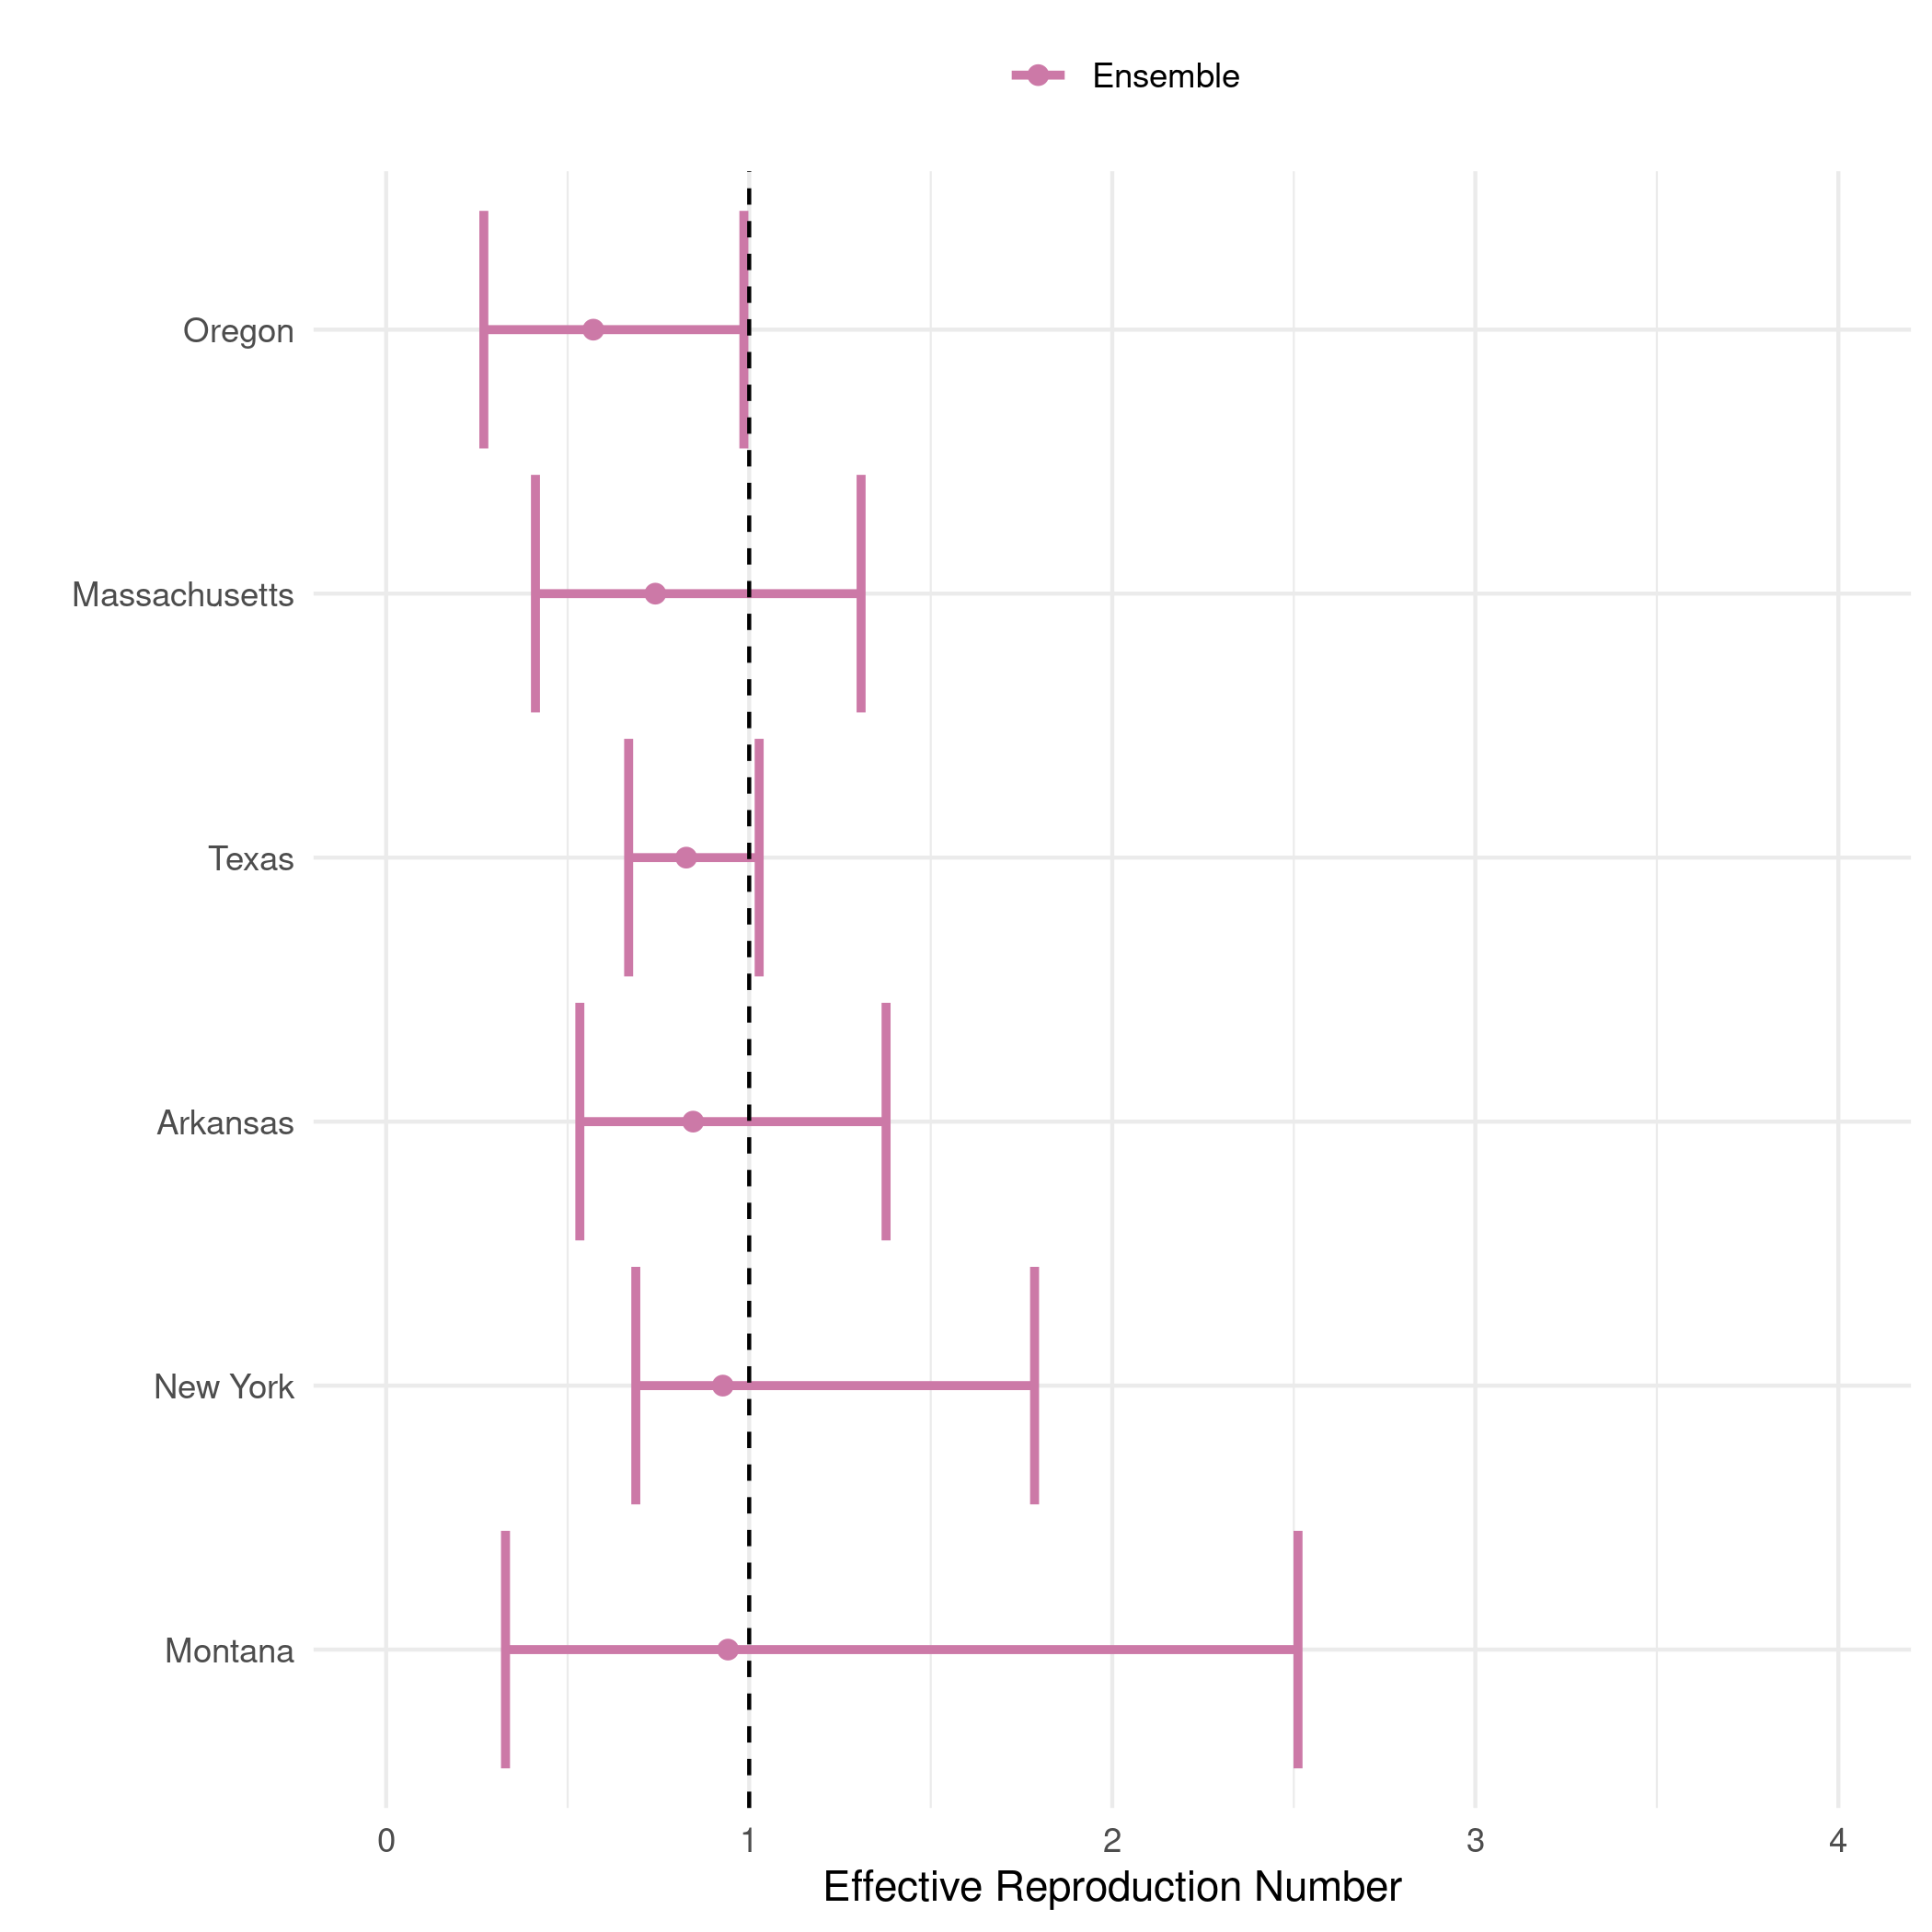 Ensemble
Oregon
Massachusetts
Texas
Arkansas
New York
Montana
0 1 2 3 4
Effective Reproduction Number